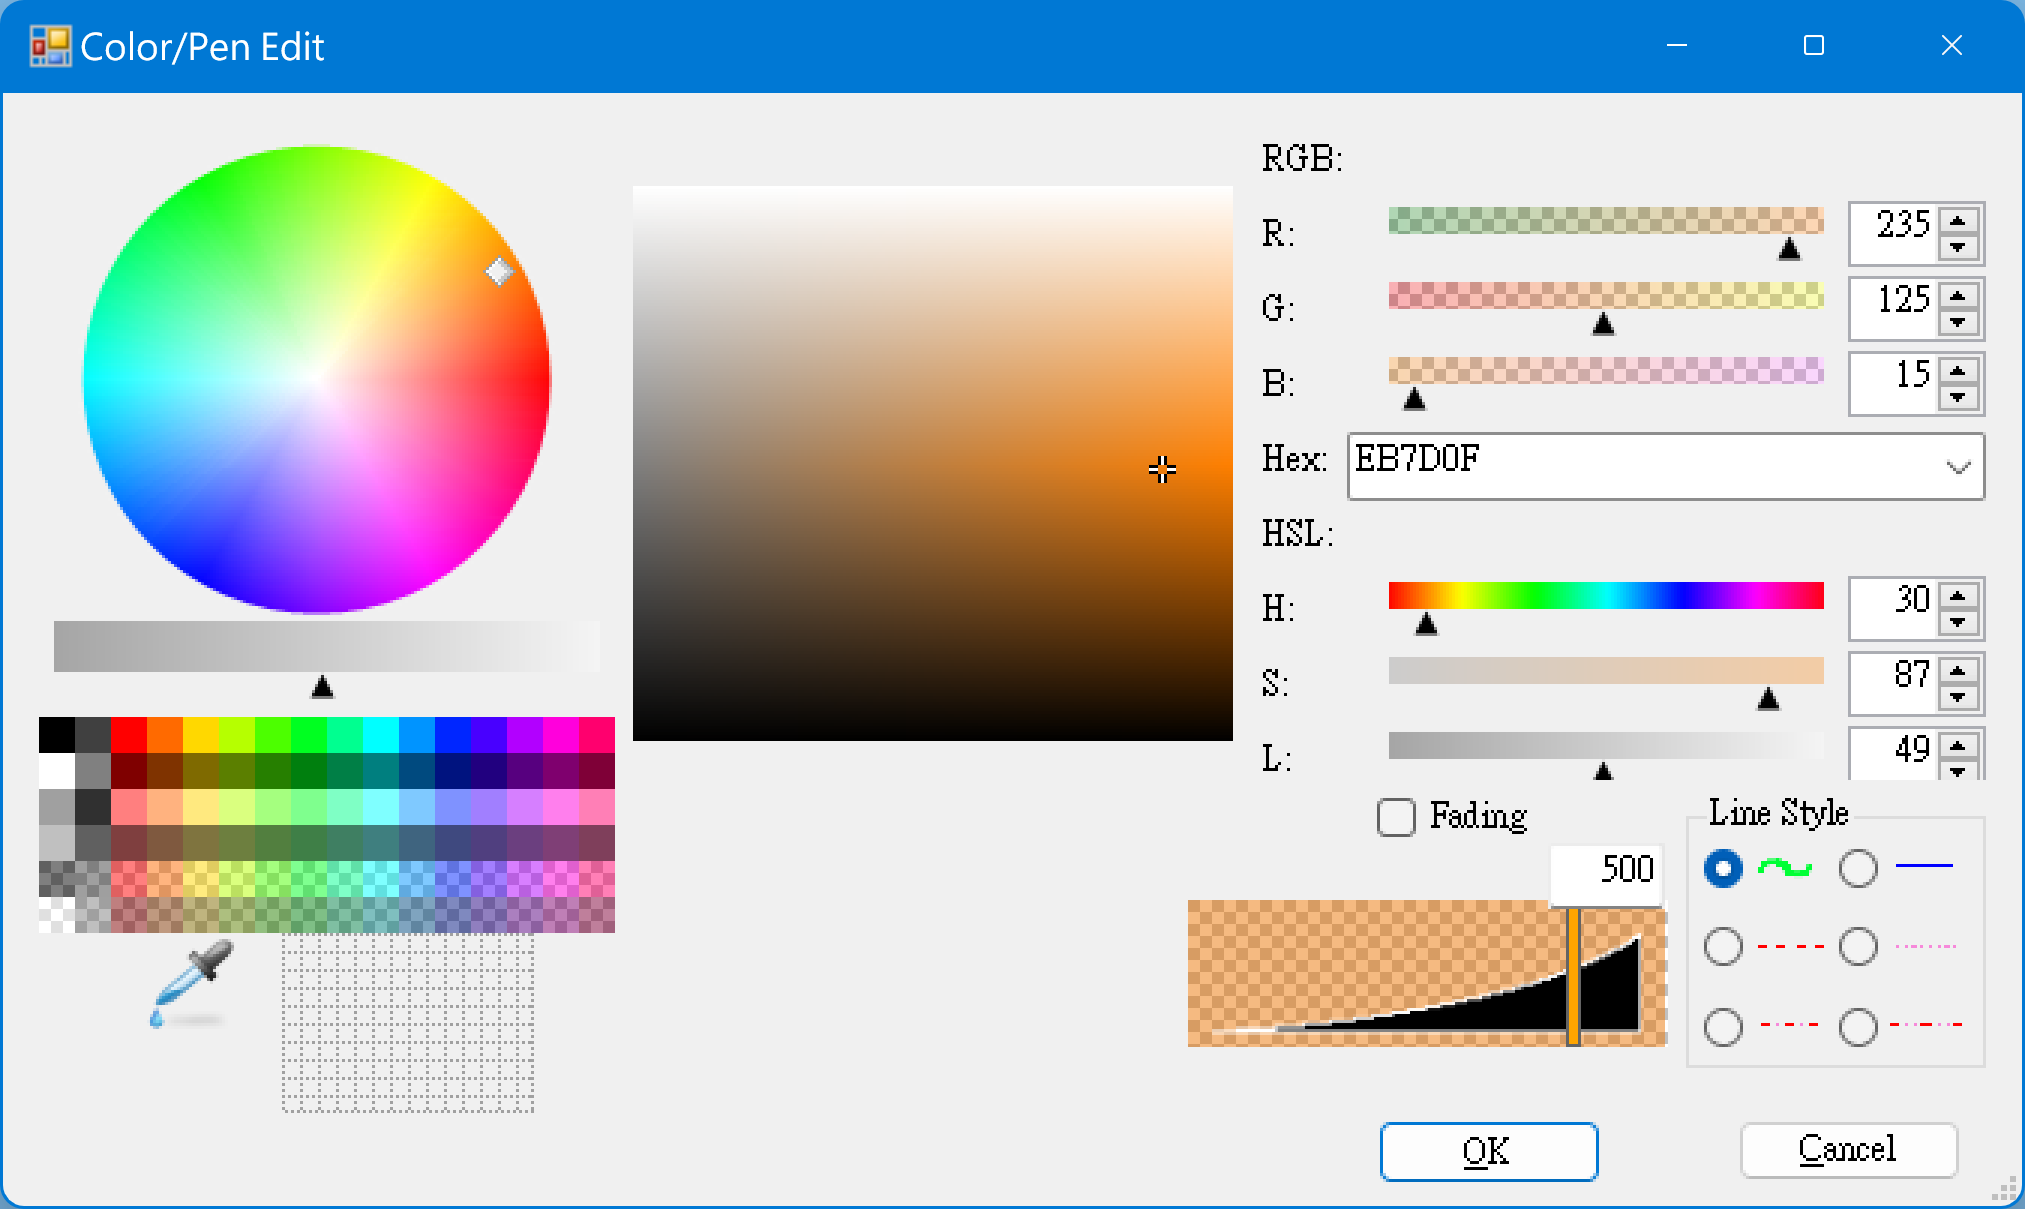 Color/Pen Edit
RGB:
R: 235
G: 125
B: 15
Hex: EB7D0F
HSL:
H: 30
S: 87
L: 49
Fading
Line Style
500
OK
Cancel